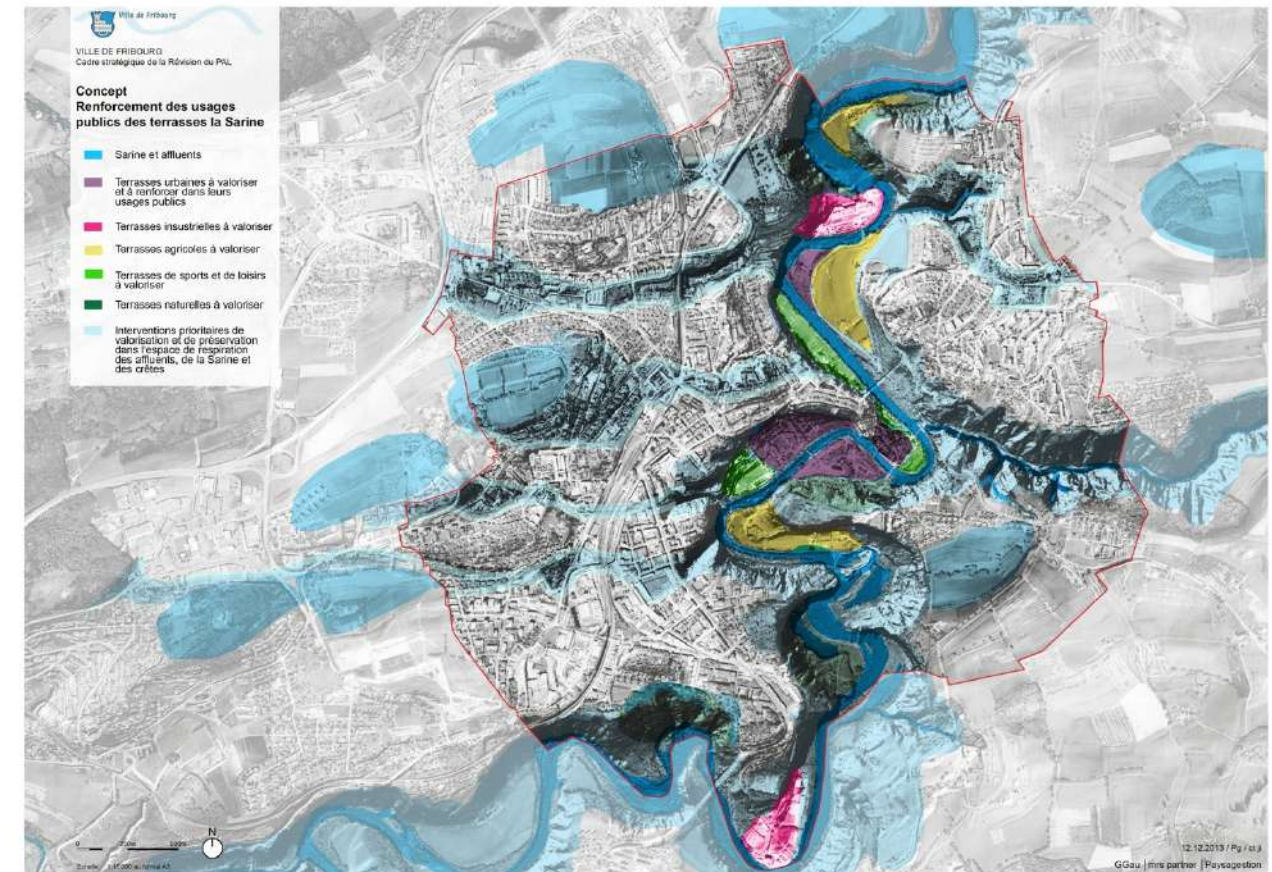 Ville de Fribourg
VILLE DE FRIBOURG
Cadre stratégique de la Révision du PAL
Concept
Renforcement des usages
publics des terrasses la Sarine
Sarine et affluents
Terrasses urbaines à valoriser
et à renforcer dans leurs
usages publics
Terrasses insustrielles à valoriser
Terrasses agricoles à valoriser
Terrasses de sports et de loisirs
à valoriser
Terrasses naturelles à valoriser
Interventions prioritaires de
valorisation et de préservation
dans l'espace de respiration
des affluents, de la Sarine et
des crêtes
N
0
12.12.2013 / Pg /
GGau | mrs partner | Paysagestion